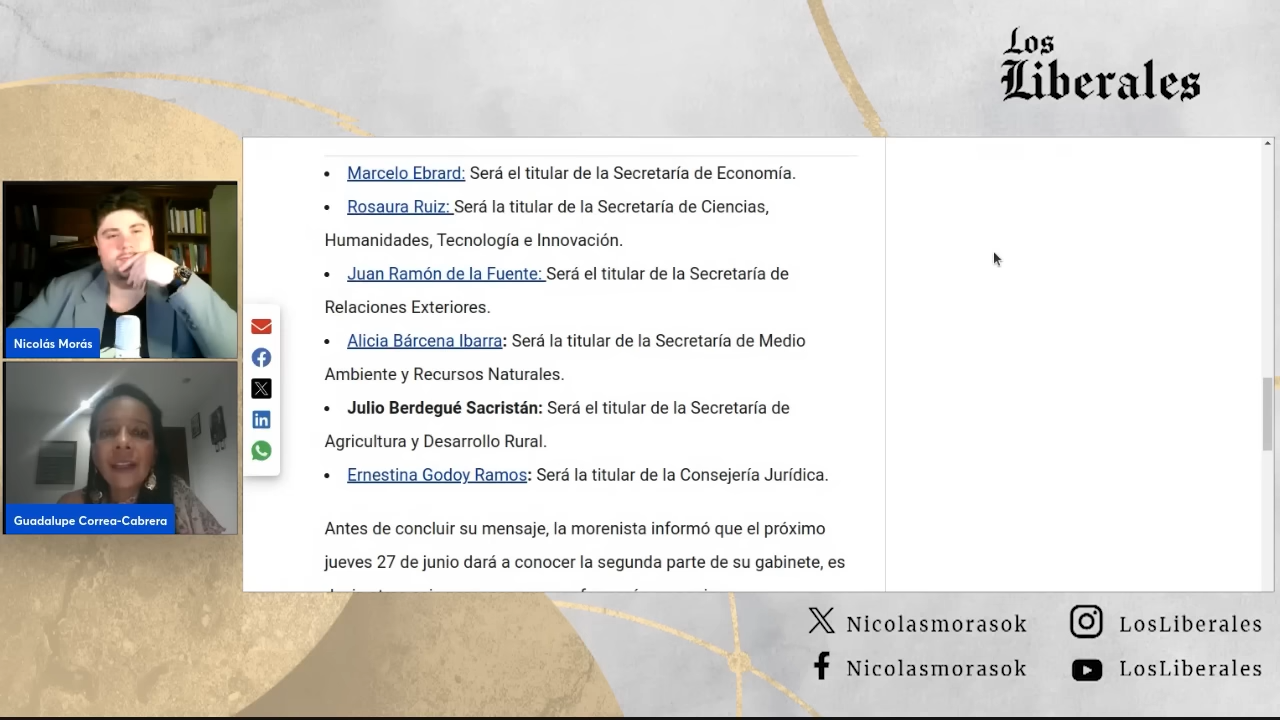 Los
Liberales
Marcelo Ebrard: Será el titular de la Secretaría de Economía.
Rosaura Ruiz: Será la titular de la Secretaría de Ciencias,
Humanidades, Tecnología e Innovación.
Juan Ramón de la Fuente: Será el titular de la Secretaría de
Relaciones Exteriores.
Alicia Bárcena Ibarra: Será la titular de la Secretaría de Medio
Ambiente y Recursos Naturales.
Julio Berdegué Sacristán: Será el titular de la Secretaría de
Agricultura y Desarrollo Rural.
Ernestina Godoy Ramos: Será la titular de la Consejería Jurídica.
Antes de concluir su mensaje, la morenista informó que el próximo
jueves 27 de junio dará a conocer la segunda parte de su gabinete, es
Nicolás Morás
Guadalupe Correa-Cabrera
Nicolasmorasok
LosLiberales
Nicolasmorasok
LosLiberales